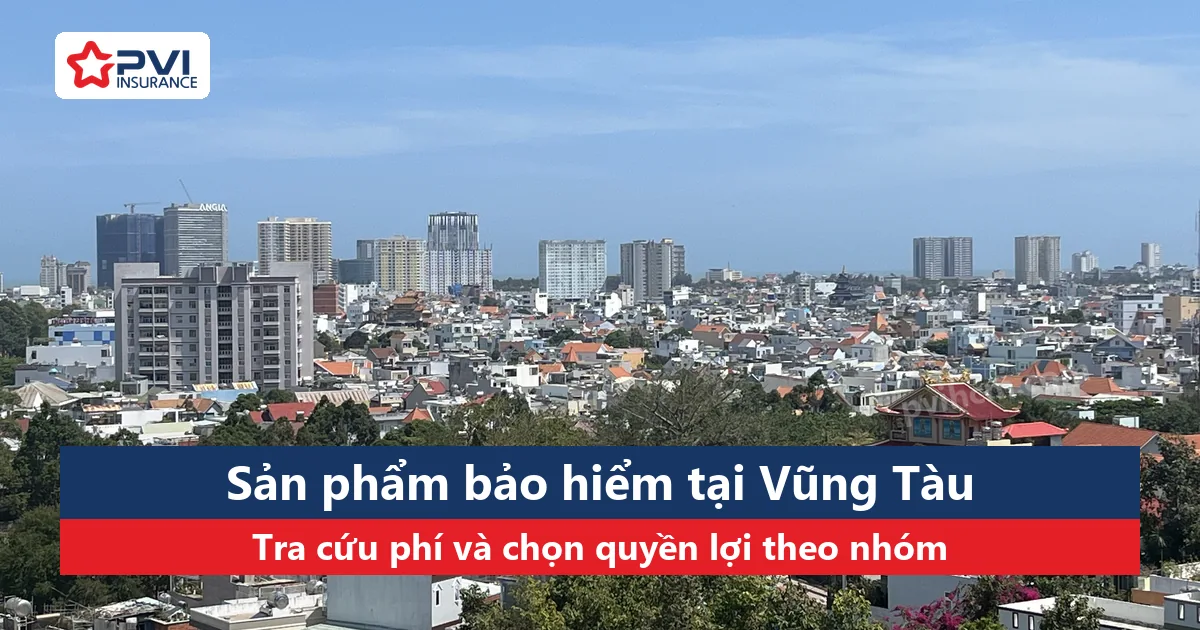 PVI
INSURANCE
ANGIA
Sản phẩm bảo hiểm tại Vũng Tàu
Tra cứu phí và chọn quyền lợi theo nhóm